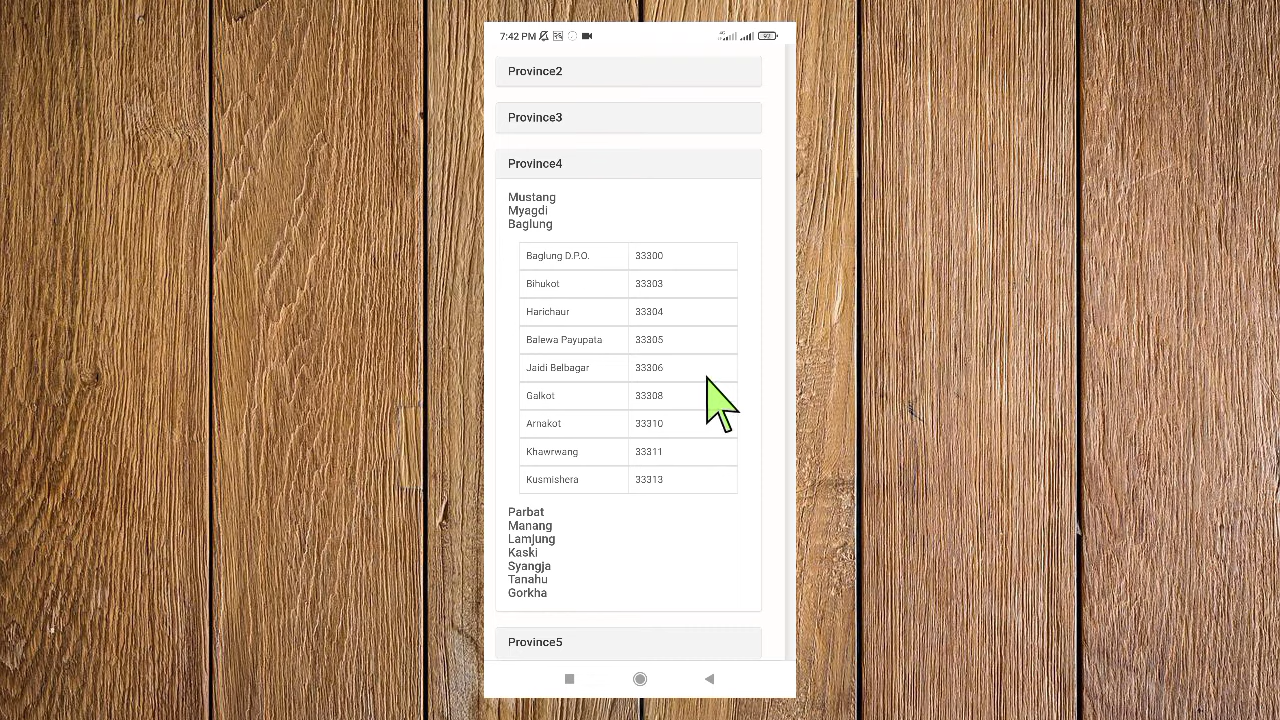 7:42 PM
Province2
Province3
Province4
Mustang
Myagdi
Baglung
Baglung D.P.O. 33300
Bihukot 33303
Harichaur 33304
Balewa Payupata 33305
Jaidi Belbagar 33306
Galkot 33308
Arnakot 33310
Khawrwang 33311
Kusmishera 33313
Parbat
Manang
Lamjung
Kaski
Syangja
Tanahu
Gorkha
Province5